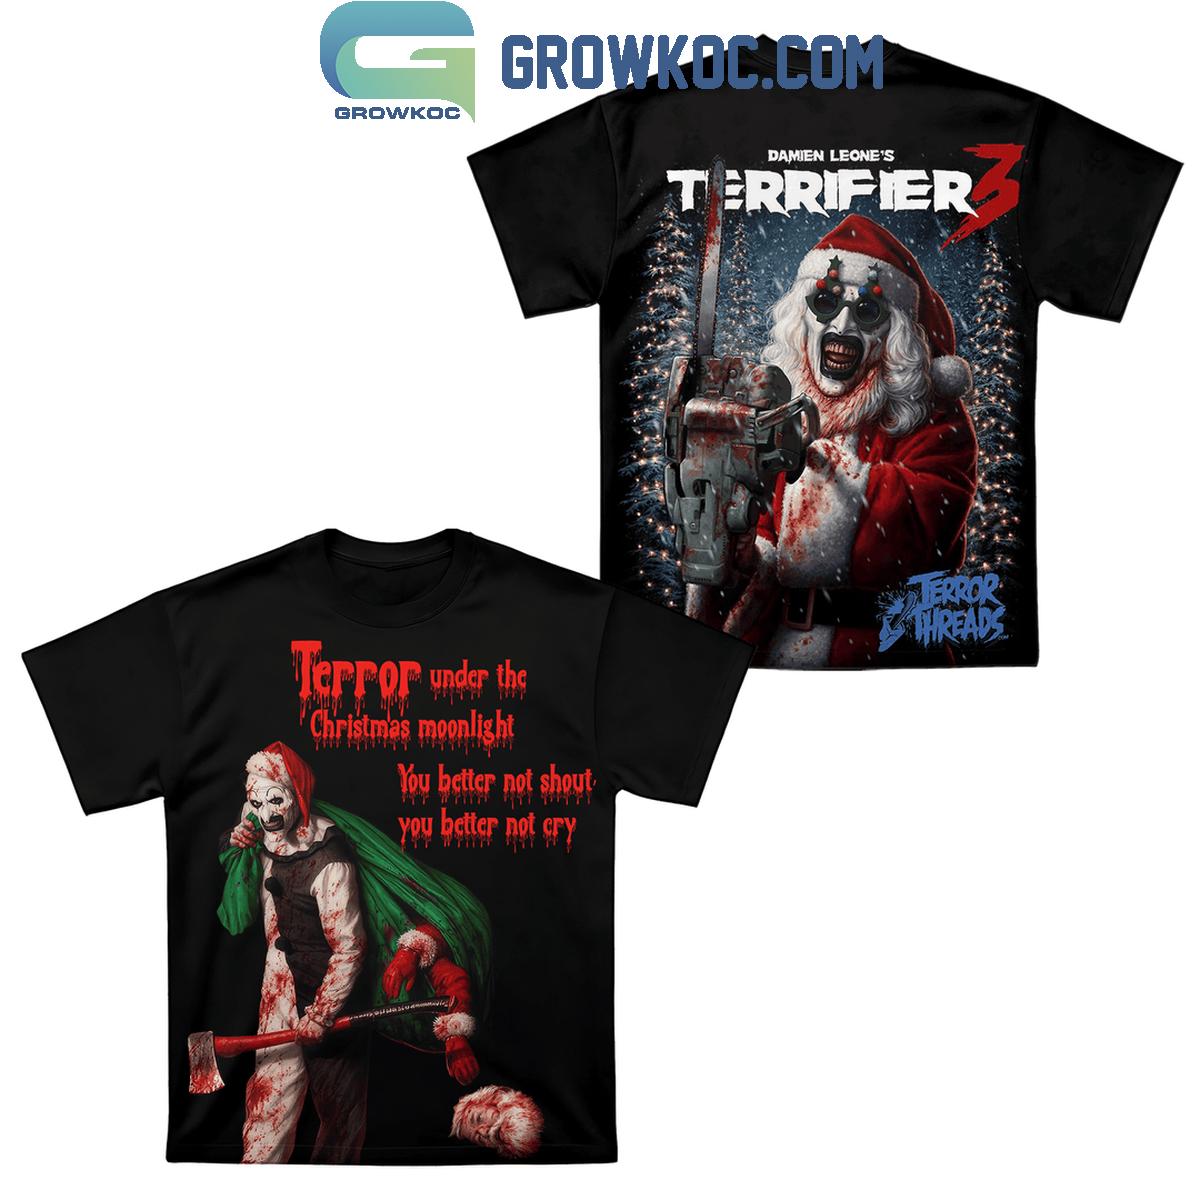 GROWKOC
GROWKOC.COM
DAMIEN LEONE'S
TERRIFIER 3
TERROR
THREADS
.COM
Terror under the
Christmas moonlight
You better not shout
you better not cry